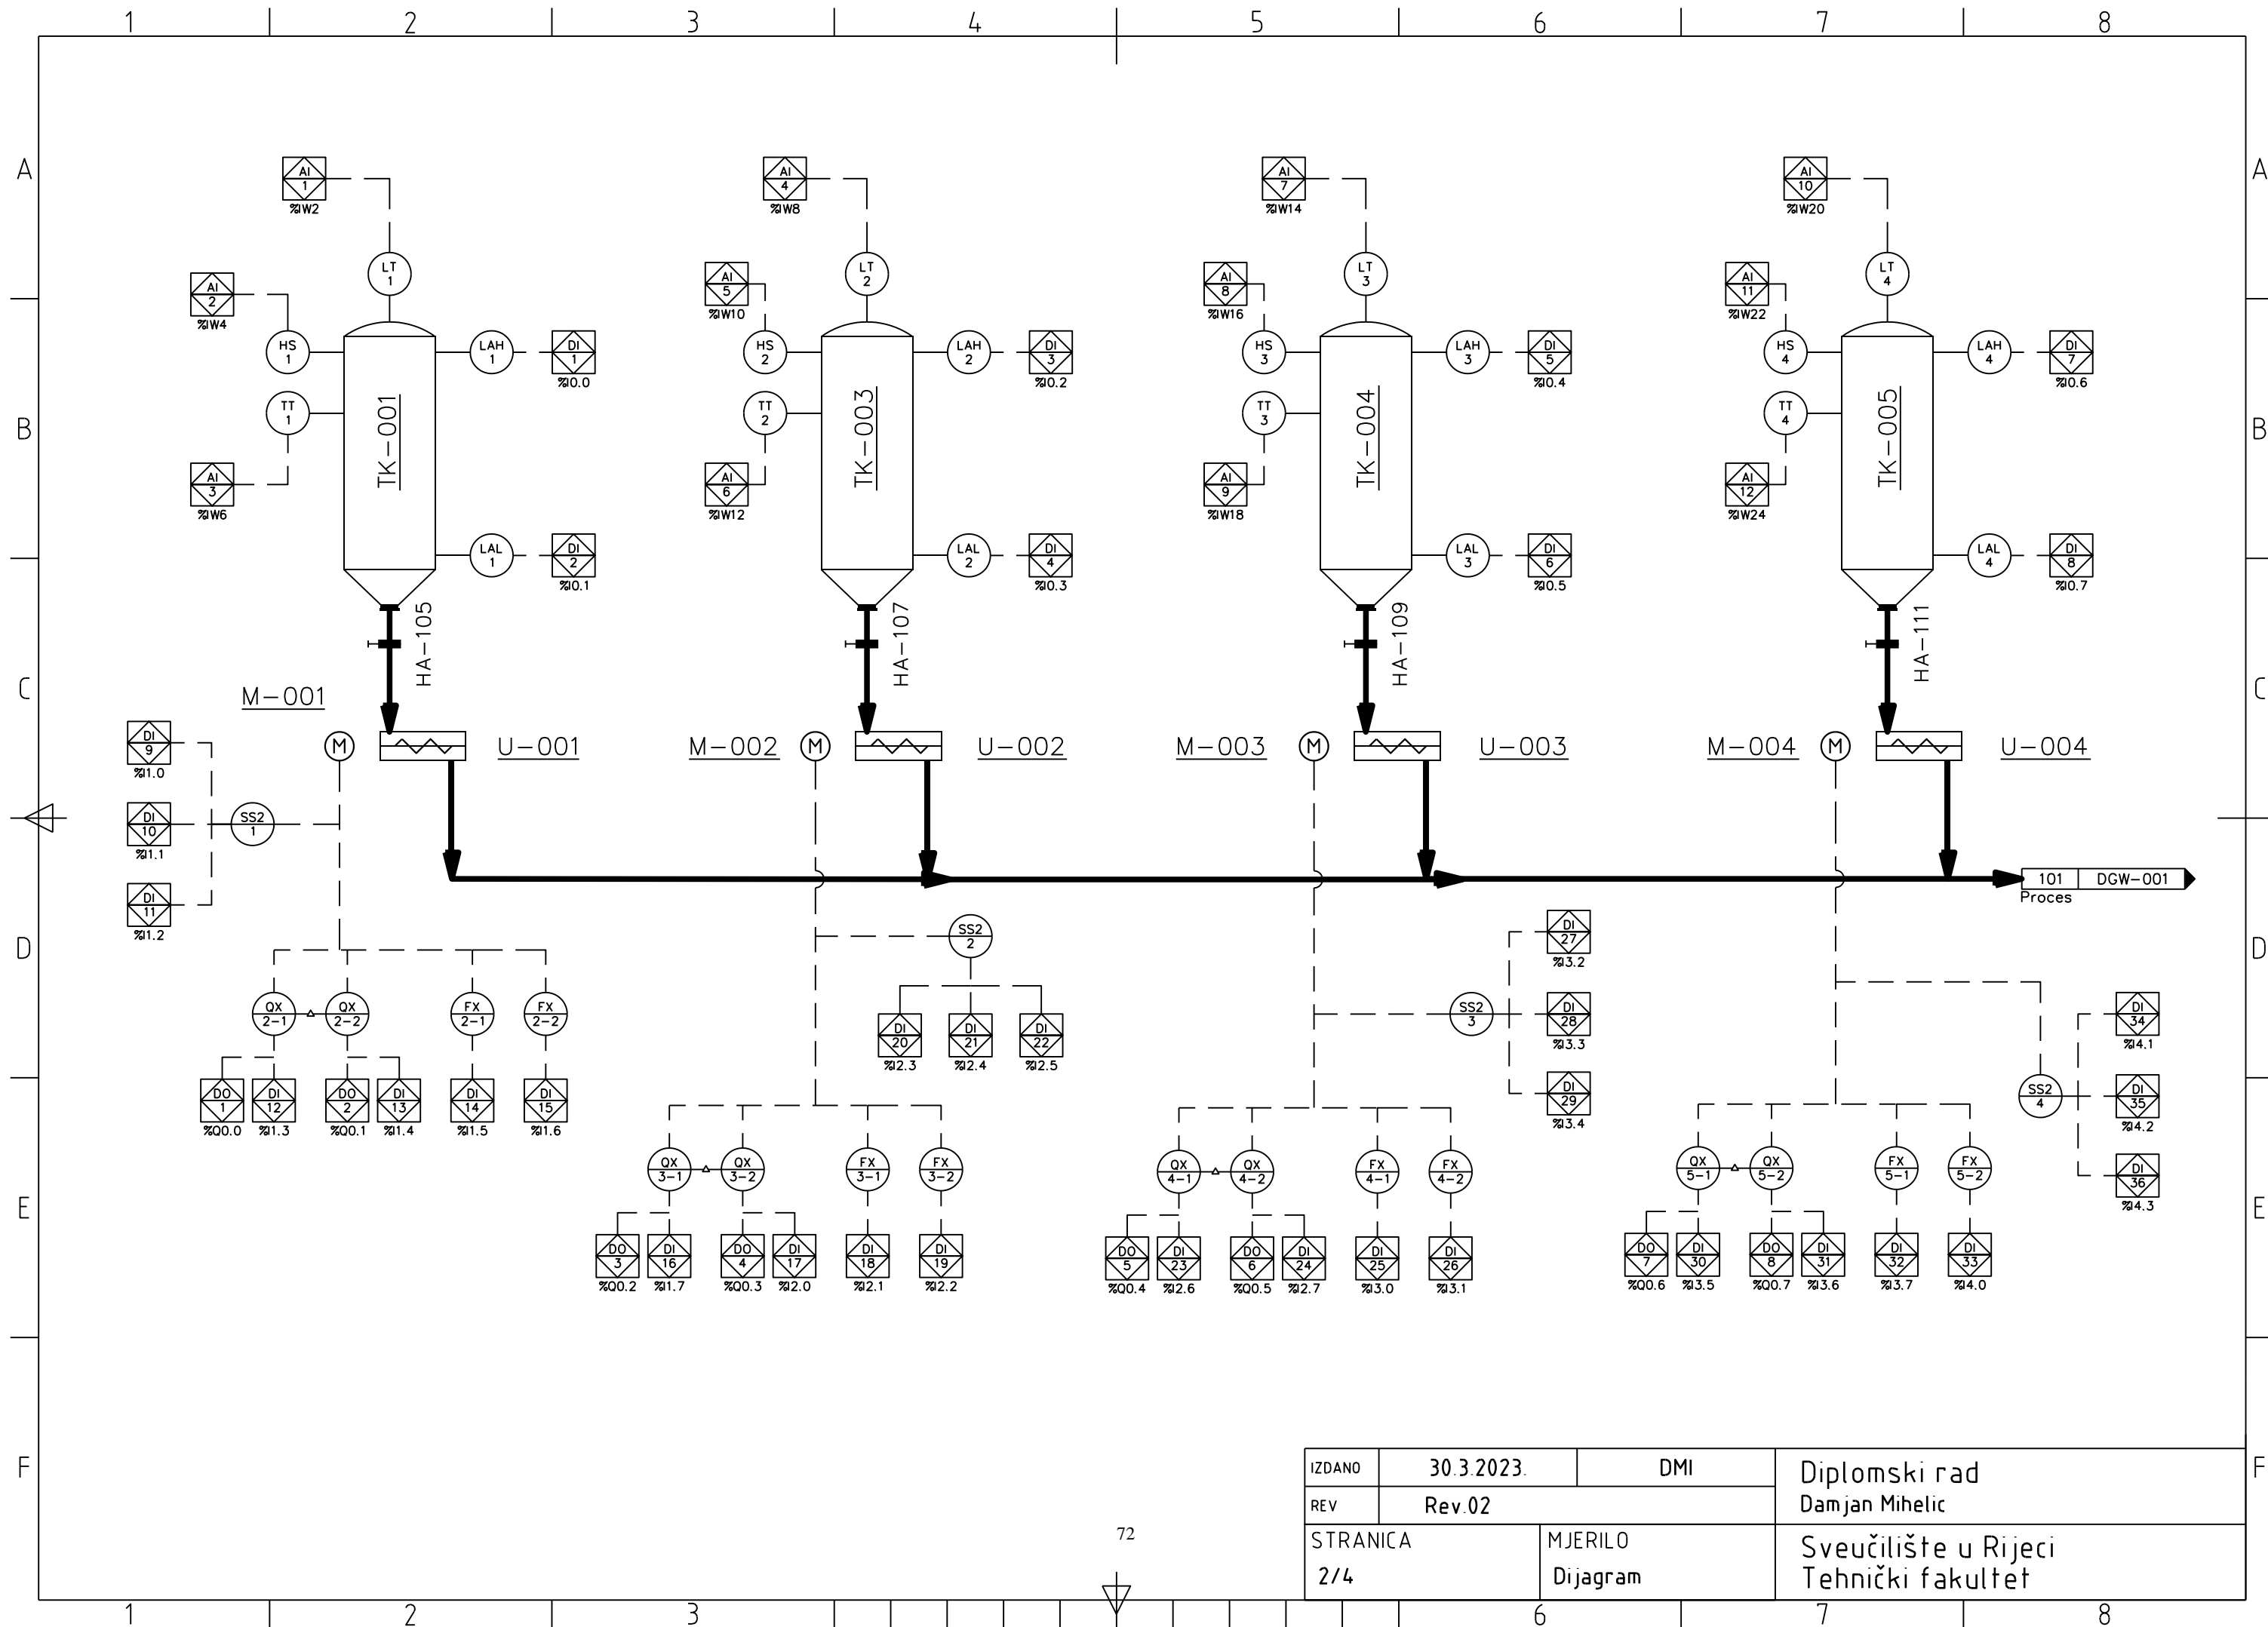 1 2 3 4 5 6 7 8
A A
AI 1 AI 4 AI 7 AI 10
%IW2 %IW8 %IW14 %IW20
LT 1 LT 2 LT 3 LT 4
AI 2 AI 5 AI 8 AI 11
%IW4 %IW10 %IW16 %IW22
HS 1 LAH 1 DI 1 HS 2 LAH 2 DI 3 HS 3 LAH 3 DI 5 HS 4 LAH 4 DI 7
%I0.0 %I0.2 %I0.4 %I0.6
TT 1 TT 2 TT 3 TT 4
B B
TK-001 TK-003 TK-004 TK-005
AI 3 AI 6 AI 9 AI 12
%IW6 %IW12 %IW18 %IW24
LAL 1 DI 2 LAL 2 DI 4 LAL 3 DI 6 LAL 4 DI 8
%I0.1 %I0.3 %I0.5 %I0.7
HA-105 HA-107 HA-109 HA-111
C C
M-001
DI 9 M U-001 M-002 M U-002 M-003 M U-003 M-004 M U-004
%I1.0
DI 10 SS2 1
%I1.1
101 DGW-001
Proces
DI 11
%I1.2
D D
SS2 2 DI 27
%I3.2
QX 2-1 QX 2-2 FX 2-1 FX 2-2 SS2 3 DI 28 DI 34
%I3.3 %I4.1
DI 20 DI 21 DI 22
%I2.3 %I2.4 %I2.5
DO 1 DI 12 DO 2 DI 13 DI 14 DI 15 DI 29 SS2 4 DI 35
%Q0.0 %I1.3 %Q0.1 %I1.4 %I1.5 %I1.6 %I3.4 %I4.2
QX 3-1 QX 3-2 FX 3-1 FX 3-2 QX 4-1 QX 4-2 FX 4-1 FX 4-2 QX 5-1 QX 5-2 FX 5-1 FX 5-2 DI 36
%I4.3
E E
DO 3 DI 16 DO 4 DI 17 DI 18 DI 19 DO 5 DI 23 DO 6 DI 24 DI 25 DI 26 DO 7 DI 30 DO 8 DI 31 DI 32 DI 33
%Q0.2 %I1.7 %Q0.3 %I2.0 %I2.1 %I2.2 %Q0.4 %I2.6 %Q0.5 %I2.7 %I3.0 %I3.1 %Q0.6 %I3.5 %Q0.7 %I3.6 %I3.7 %I4.0
F F
IZDANO 30.3.2023. DMI
REV Rev.02
Diplomski rad
Damjan Mihelic
STRANICA
2/4
MJERILO
Dijagram
Sveučilište u Rijeci
Tehnički fakultet
72
1 2 3 6 7 8